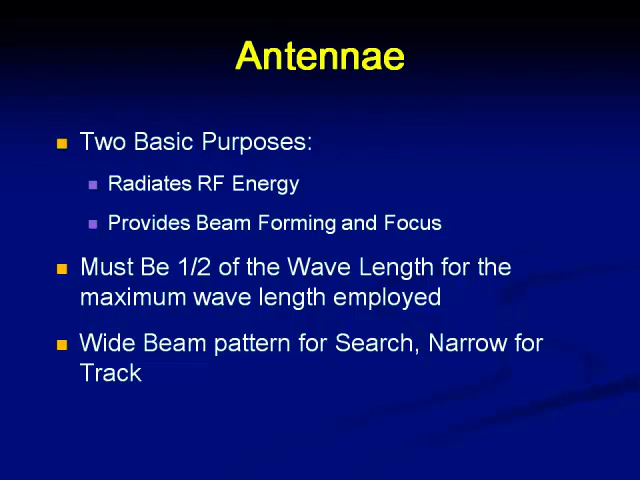 Antennae
Two Basic Purposes:
Radiates RF Energy
Provides Beam Forming and Focus
Must Be 1/2 of the Wave Length for the
maximum wave length employed
Wide Beam pattern for Search, Narrow for
Track